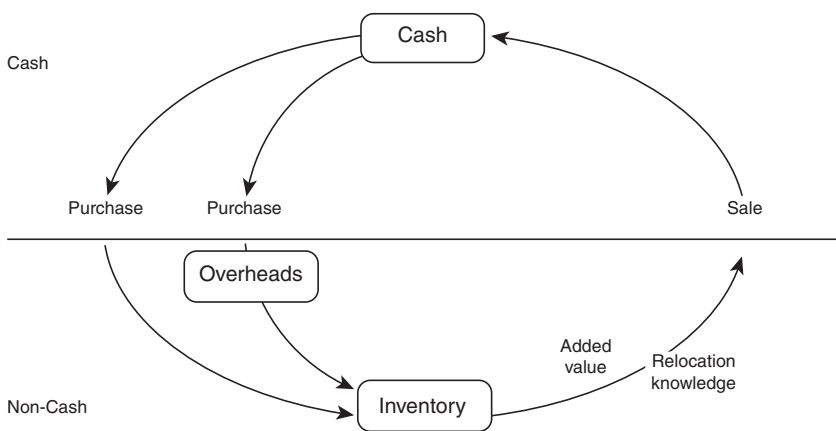 Cash
Cash
Purchase
Purchase
Sale
Overheads
Added
value
Relocation
knowledge
Inventory
Non-Cash